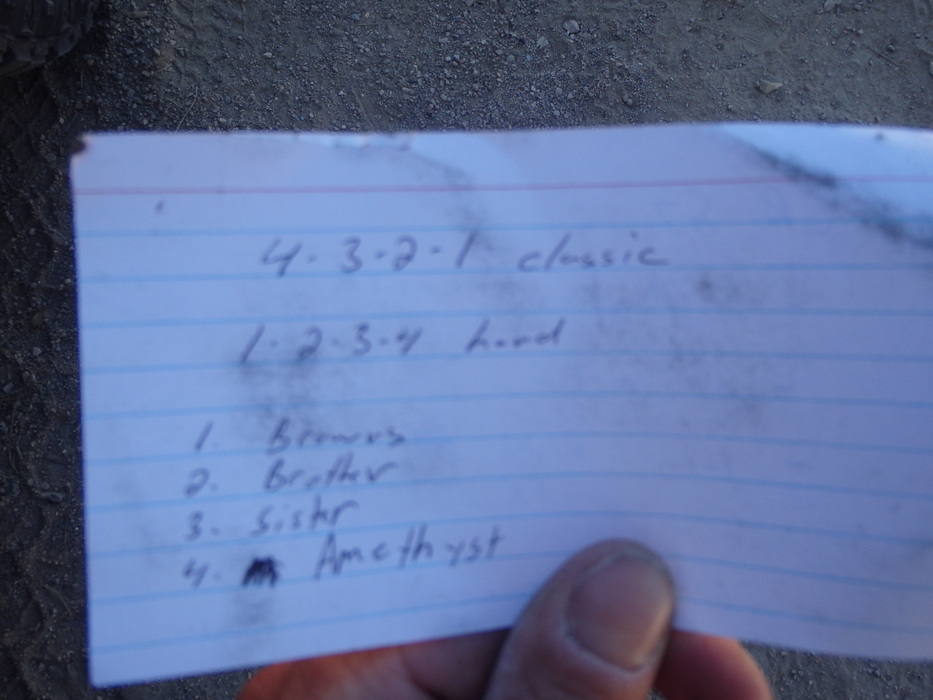 4-3-2-1 classic
1-2-3-4 hard
1. Browns
2. Brother
3. Sister
4. Amethyst